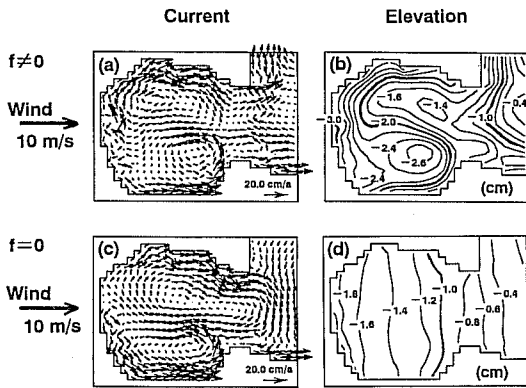 Current Elevation
f≠0
(a) (b)
Wind
10 m/s
-1.6
-1.4
-0.4
-3.0
-2.0
-1.0
-2.4
-2.6
-2.4
20.0 cm/s
(cm)
f=0
(c) (d)
Wind
10 m/s
-1.8
-1.6
-1.4
-1.2
-1.0
-0.8
-0.6
-0.4
20.0 cm/s
(cm)